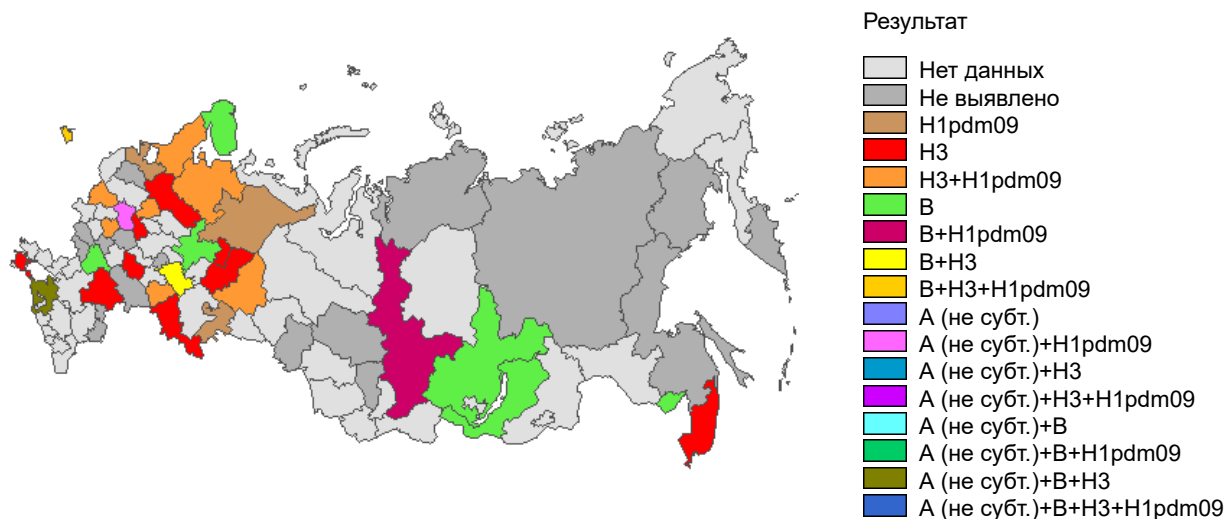 Результат
Нет данных
Не выявлено
H1pdm09
H3
H3+H1pdm09
B
B+H1pdm09
B+H3
B+H3+H1pdm09
А (не субт.)
А (не субт.)+H1pdm09
А (не субт.)+H3
А (не субт.)+H3+H1pdm09
А (не субт.)+B
А (не субт.)+B+H1pdm09
А (не субт.)+B+H3
А (не субт.)+B+H3+H1pdm09